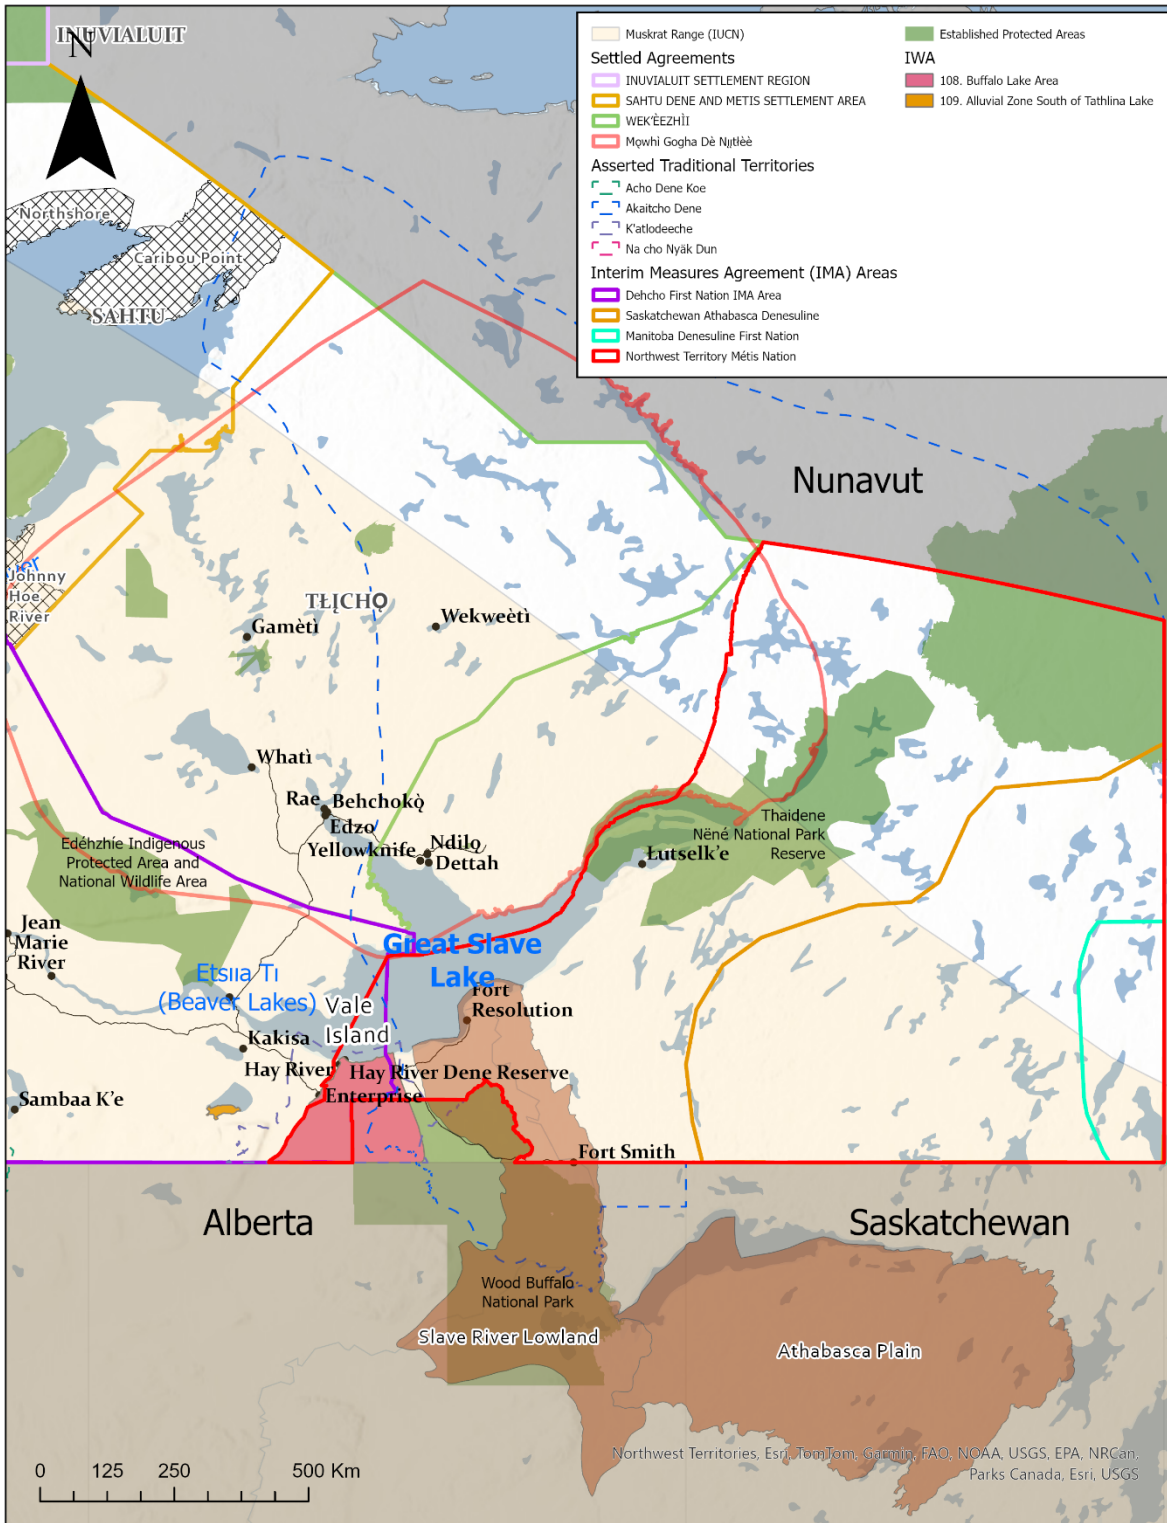 INUVIALUIT
N
Muskrat Range (IUCN)
Settled Agreements
INUVIALUIT SETTLEMENT REGION
SAHTU DENE AND METIS SETTLEMENT AREA
WEK'ÈEZHÌI
Mǫwhì Gogha Dè Nı̨ı̨tłèè
Asserted Traditional Territories
Acho Dene Koe
Akaitcho Dene
K'atlodeeche
Na cho Nyäk Dun
Interim Measures Agreement (IMA) Areas
Dehcho First Nation IMA Area
Saskatchewan Athabasca Denesuline
Manitoba Denesuline First Nation
Northwest Territory Métis Nation
Established Protected Areas
IWA
108. Buffalo Lake Area
109. Alluvial Zone South of Tathlina Lake
Northshore
Caribou Point
SAHTU
Nunavut
Johnny
Hoe
River
TŁĮCHǪ
Gamètì
Wekweètì
Whatì
Rae
Behchokǫ̀
Edzo
Yellowknife
Ndilǫ
Dettah
Edéhzhíe Indigenous
Protected Area and
National Wildlife Area
Thaidene
Nëné National Park
Reserve
Łutselk'e
Jean
Marie
River
Great Slave
Lake
Etsııa Tı
(Beaver Lakes)
Vale
Island
Fort
Resolution
Kakisa
Hay River
Hay River Dene Reserve
Enterprise
Sambaa K'e
Fort Smith
Alberta
Saskatchewan
Wood Buffalo
National Park
Slave River Lowland
Athabasca Plain
Northwest Territories, Esri, TomTom, Garmin, FAO, NOAA, USGS, EPA, NRCan,
Parks Canada, Esri, USGS
0 125 250 500 Km